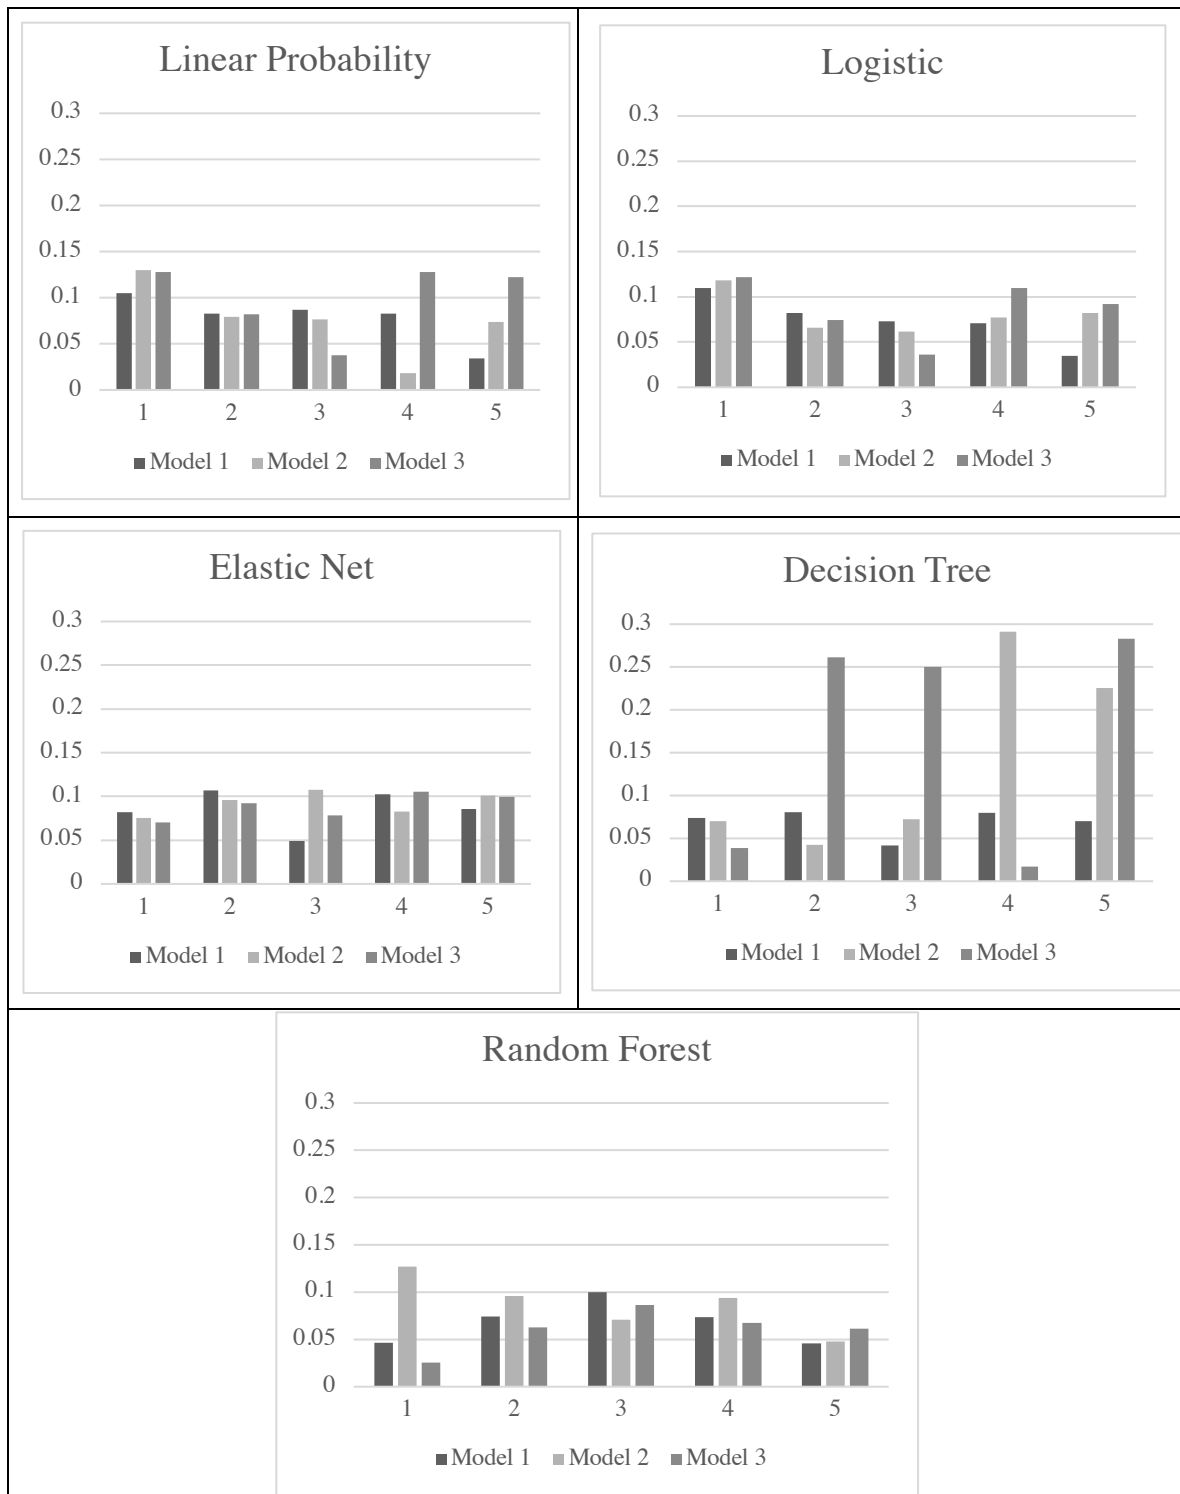 Linear Probability
0.3
0.25
0.2
0.15
0.1
0.05
0
1 2 3 4 5
Model 1 Model 2 Model 3
Logistic
0.3
0.25
0.2
0.15
0.1
0.05
0
1 2 3 4 5
Model 1 Model 2 Model 3
Elastic Net
0.3
0.25
0.2
0.15
0.1
0.05
0
1 2 3 4 5
Model 1 Model 2 Model 3
Decision Tree
0.3
0.25
0.2
0.15
0.1
0.05
0
1 2 3 4 5
Model 1 Model 2 Model 3
Random Forest
0.3
0.25
0.2
0.15
0.1
0.05
0
1 2 3 4 5
Model 1 Model 2 Model 3